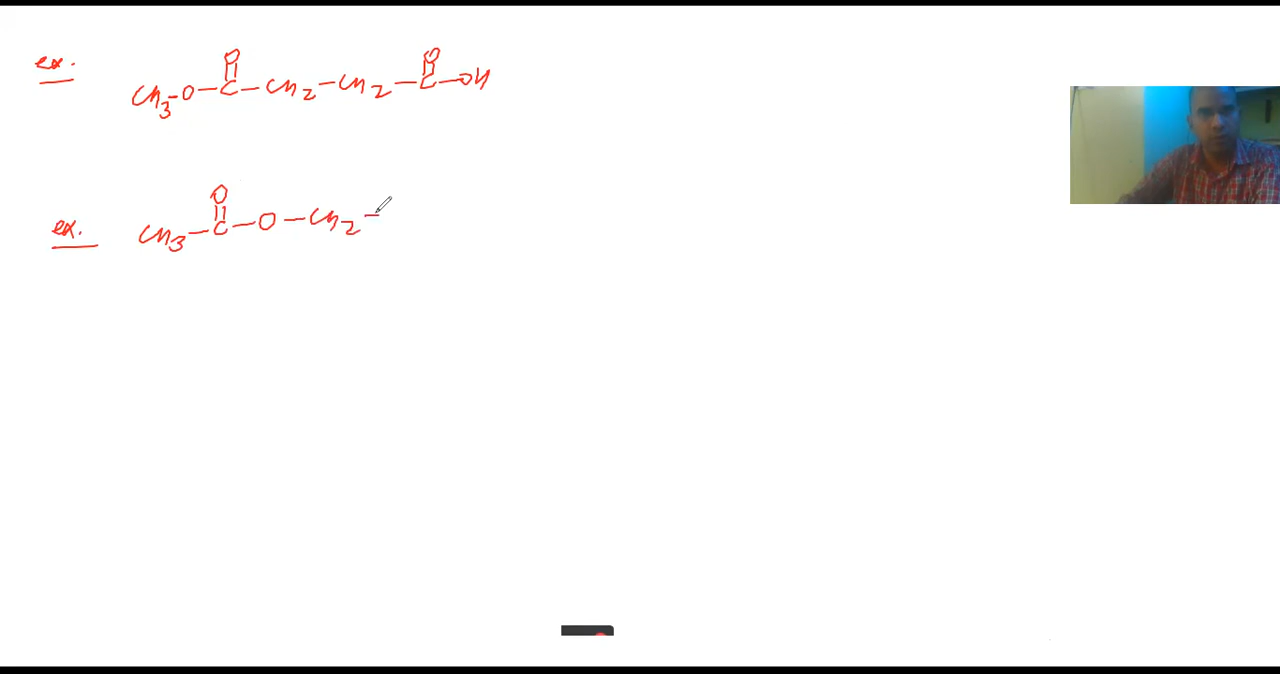 ex.
O O
CH3-O-C-CH2-CH2-C-OH
O
ex. CH3-C-O-CH2-